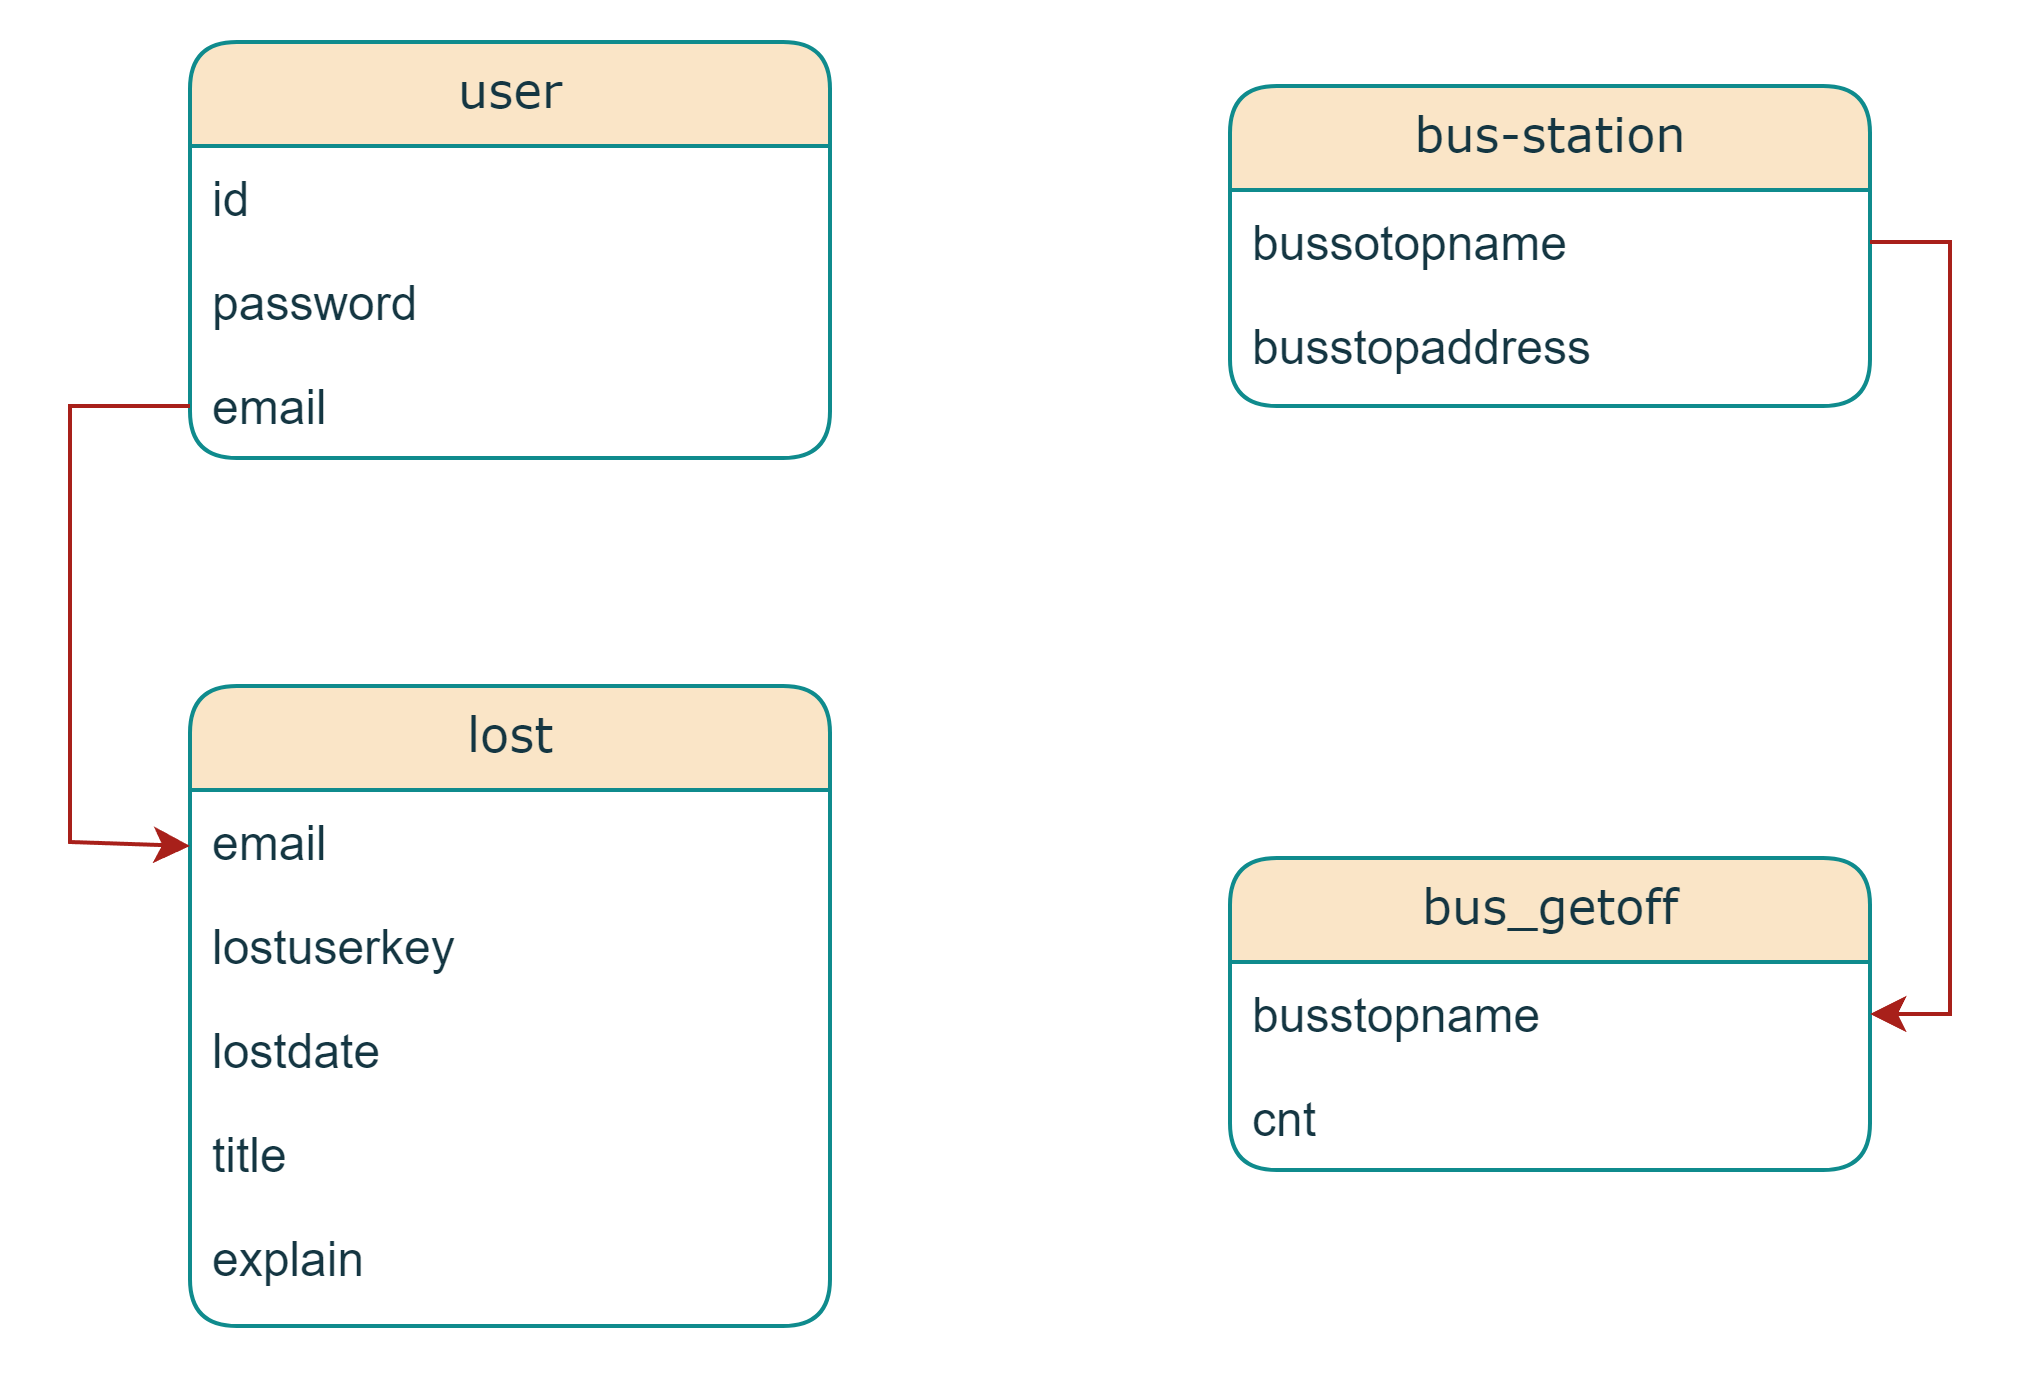 user
id
password
email
bus-station
bussotopname
busstopaddress
lost
email
lostuserkey
lostdate
title
explain
bus_getoff
busstopname
cnt